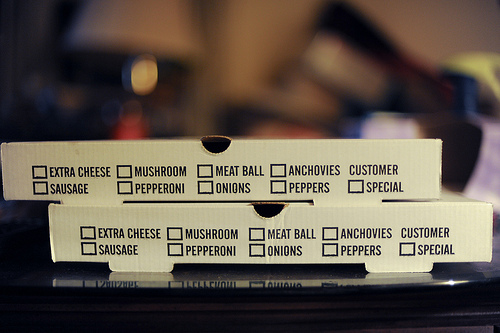 EXTRA CHEESE MUSHROOM MEAT BALL ANCHOVIES CUSTOMER
SAUSAGE PEPPERONI ONIONS PEPPERS SPECIAL
EXTRA CHEESE MUSHROOM MEAT BALL ANCHOVIES CUSTOMER
SAUSAGE PEPPERONI ONIONS PEPPERS SPECIAL